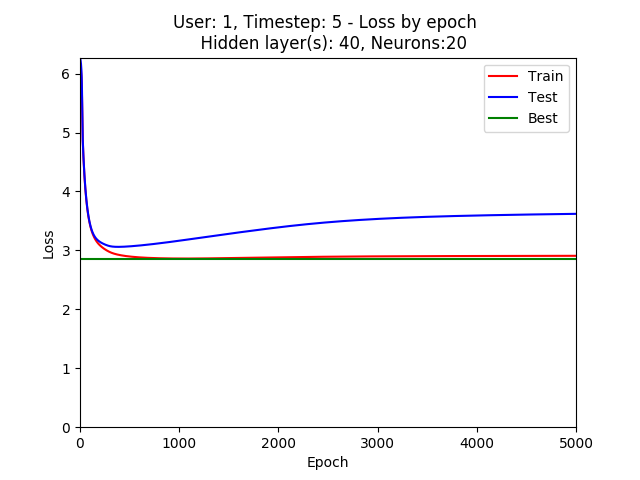 User: 1, Timestep: 5 - Loss by epoch
Hidden layer(s): 40, Neurons:20
Train
Test
Best
6
5
4
3
2
1
0
Loss
0
1000
2000
3000
4000
5000
Epoch